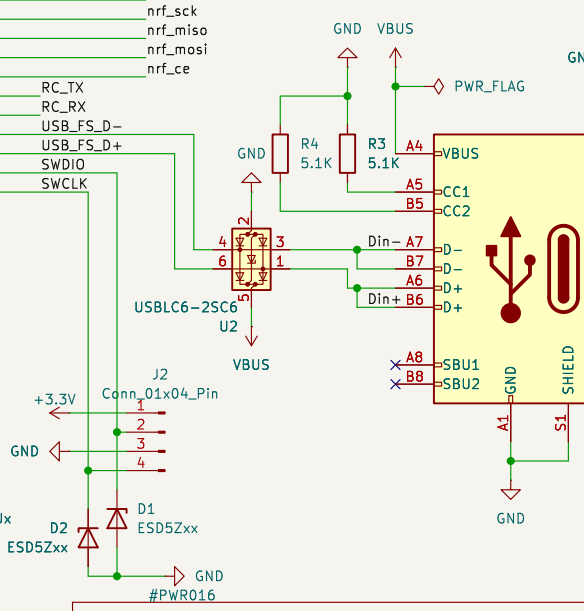 nrf_sck
nrf_miso
nrf_mosi
nrf_ce
RC_TX
RC_RX
USB_FS_D-
USB_FS_D+
SWDIO
SWCLK
GND VBUS
GN
PWR_FLAG
GND R4 5.1K
R3 5.1K
A4 VBUS
A5 CC1
B5 CC2
A7 D-
B7 D-
A6 D+
B6 D+
Din-
Din+
2
4 3
6 1
5
USBLC6-2SC6
U2
VBUS
A8 SBU1
B8 SBU2
GND
SHIELD
A1
S1
GND
J2
Conn_01x04_Pin
+3.3V 1
2
GND 3
4
Jx
D2
ESD5Zxx
D1
ESD5Zxx
GND
#PWR016